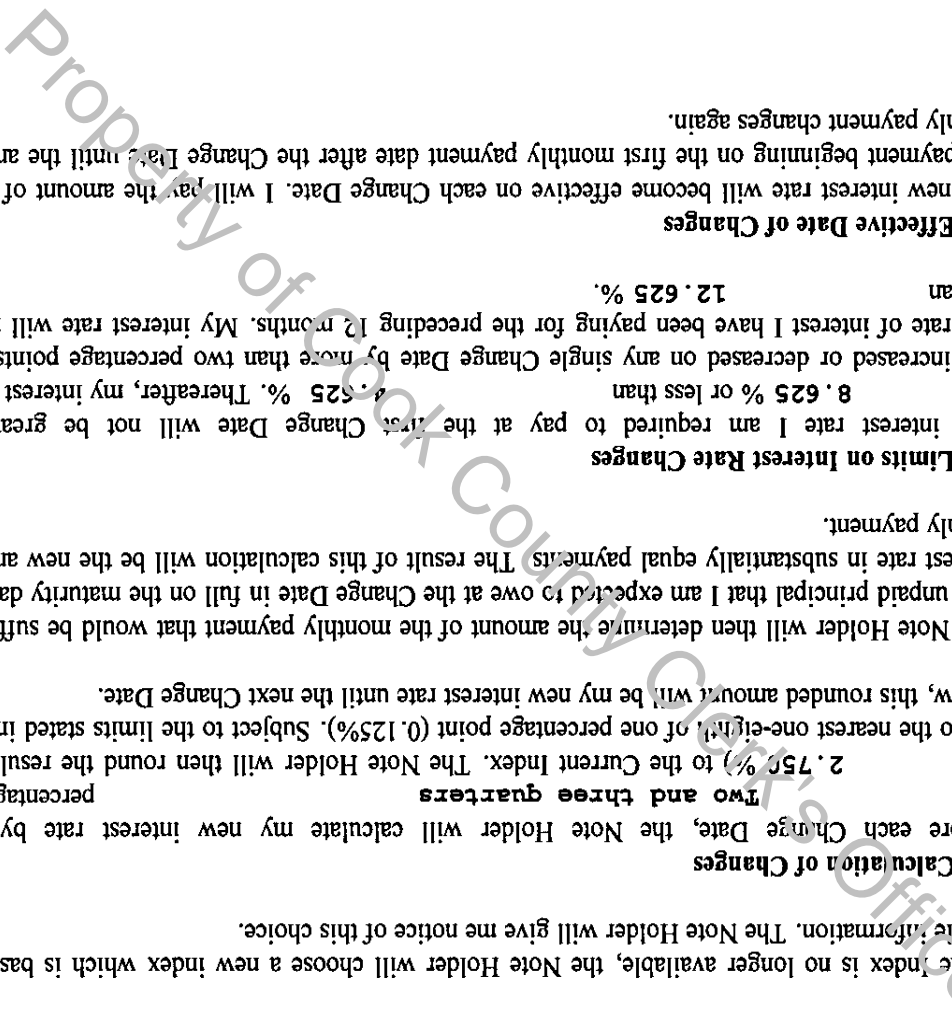 e Index is no longer available, the Note Holder will choose a new index which is bas
le information. The Note Holder will give me notice of this choice.
Calculation of Changes
re each Change Date, the Note Holder will calculate my new interest rate by
Two and three quarters percentage
2.750 %) to the Current Index. The Note Holder will then round the resul
o the nearest one-eighth of one percentage point (0.125%). Subject to the limits stated in
w, this rounded amount will be my new interest rate until the next Change Date.
Note Holder will then determine the amount of the monthly payment that would be suff
unpaid principal that I am expected to owe at the Change Date in full on the maturity da
est rate in substantially equal payments The result of this calculation will be the new an
ly payment.
Limits on Interest Rate Changes
interest rate I am required to pay at the first Change Date will not be grea
8.625 % or less than 4.625 %. Thereafter, my interest
increased or decreased on any single Change Date by more than two percentage points
rate of interest I have been paying for the preceding 12 months. My interest rate will
an 12.625 %.
Effective Date of Changes
new interest rate will become effective on each Change Date. I will pay the amount of
payment beginning on the first monthly payment date after the Change Date until the an
ly payment changes again.
Property of Cook County Clerk's Office